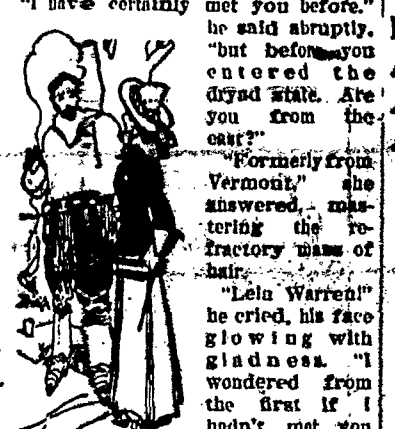 "I have certainly met you before."
he said abruptly.
"but before you
entered the
dryad state. Are
you from the
east?"
"Formerly from
Vermont," she
answered, mas-
tering the re-
fractory mass of
hair.
"Lela Warren!"
he cried, his face
glowing with
gladness. "I
wondered from
the first if I
hadn't met you